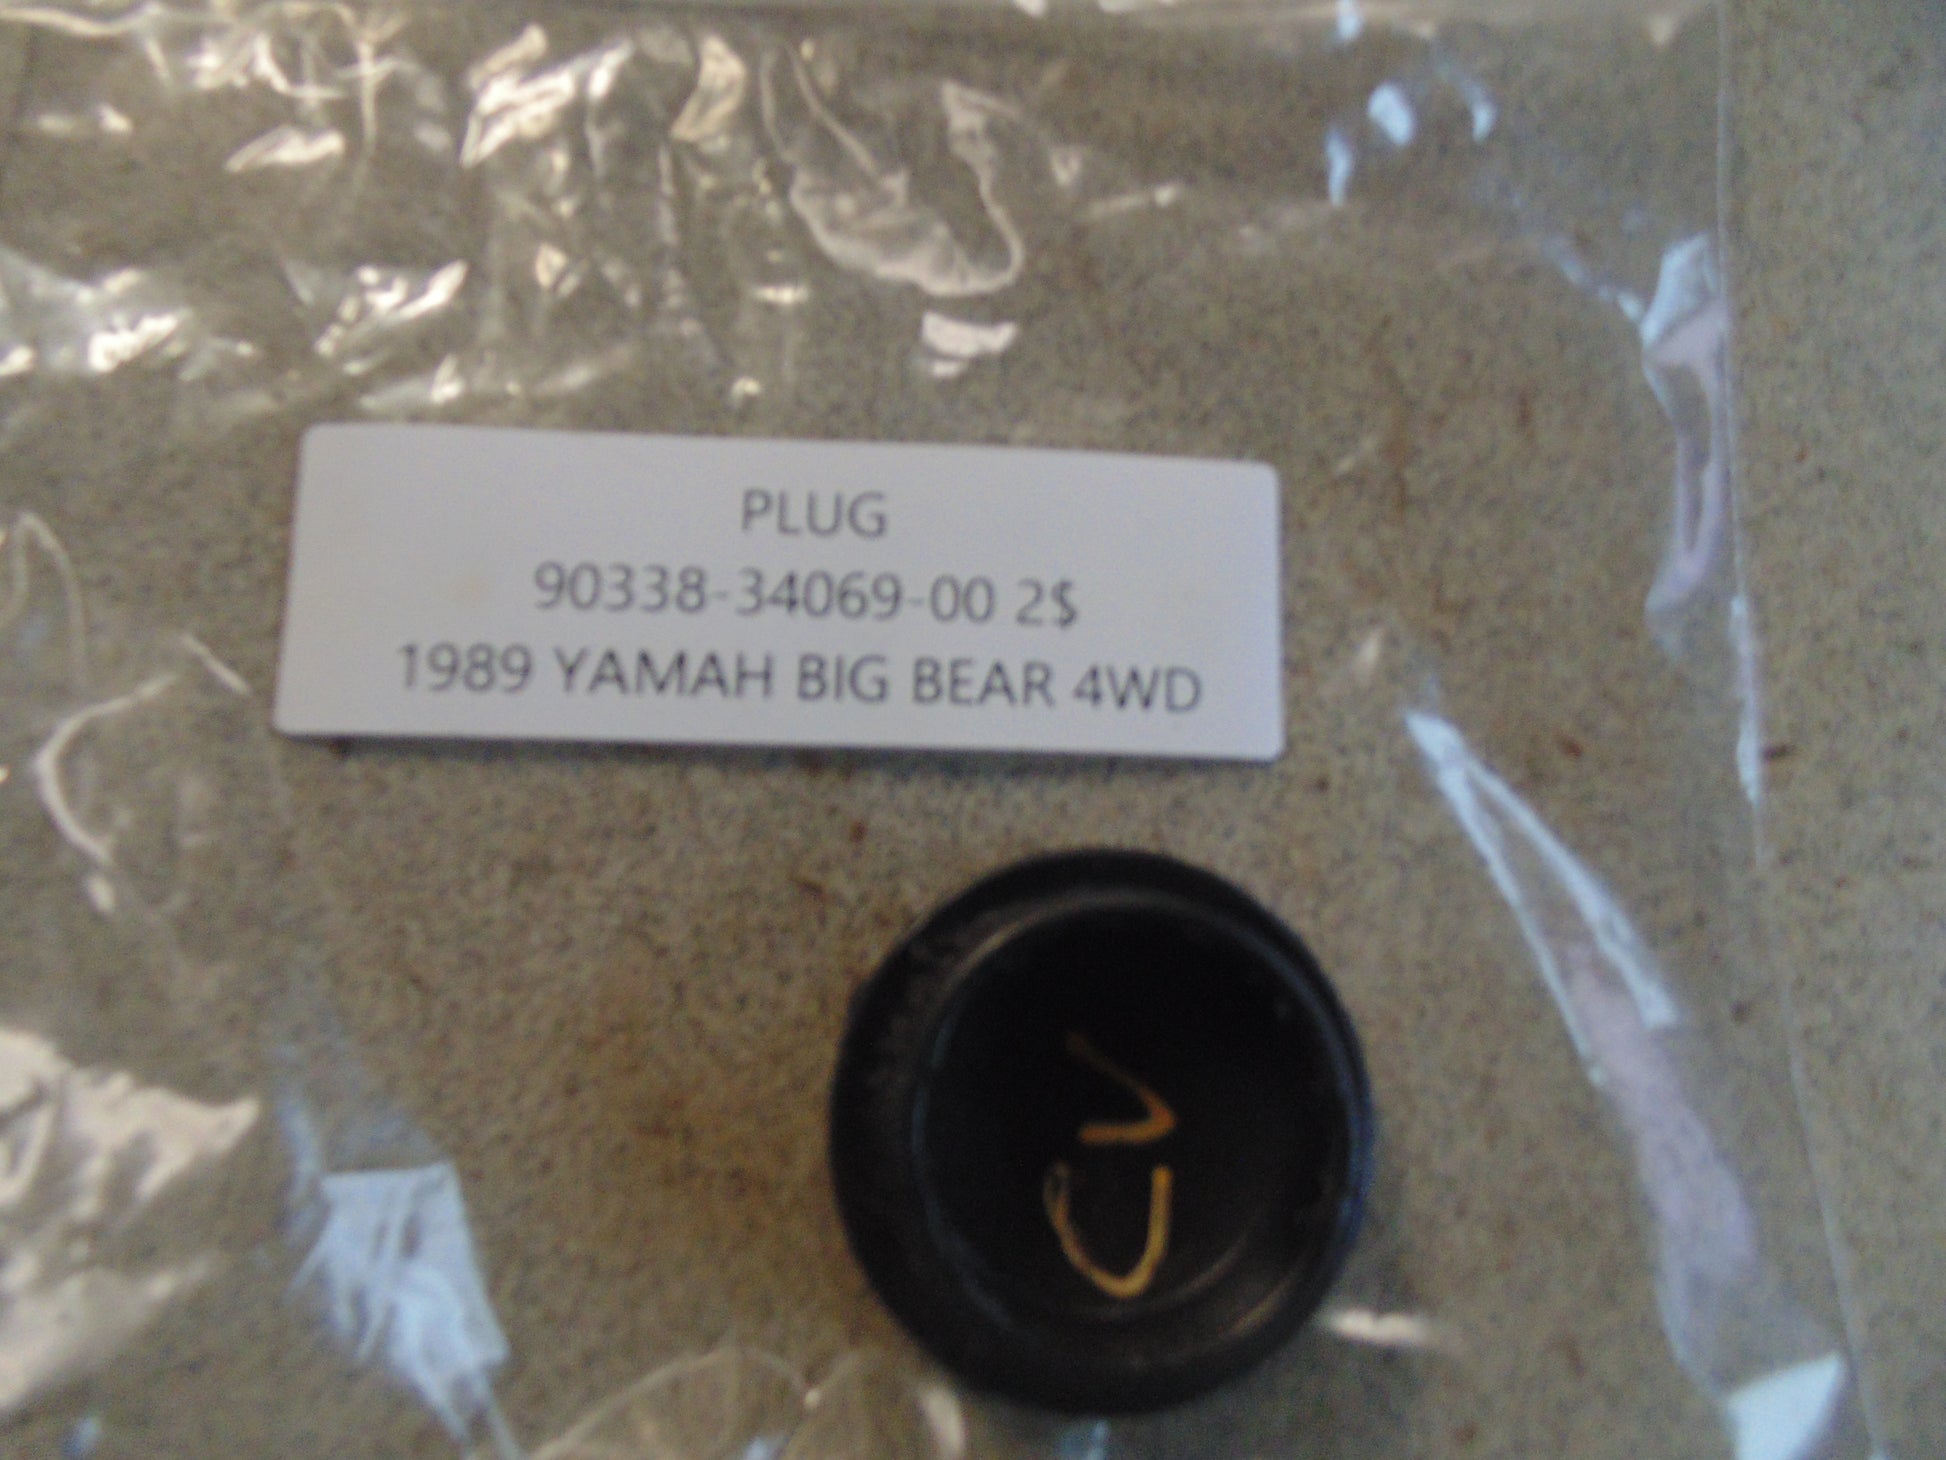 PLUG
90338-34069-00 2$
1989 YAMAH BIG BEAR 4WD